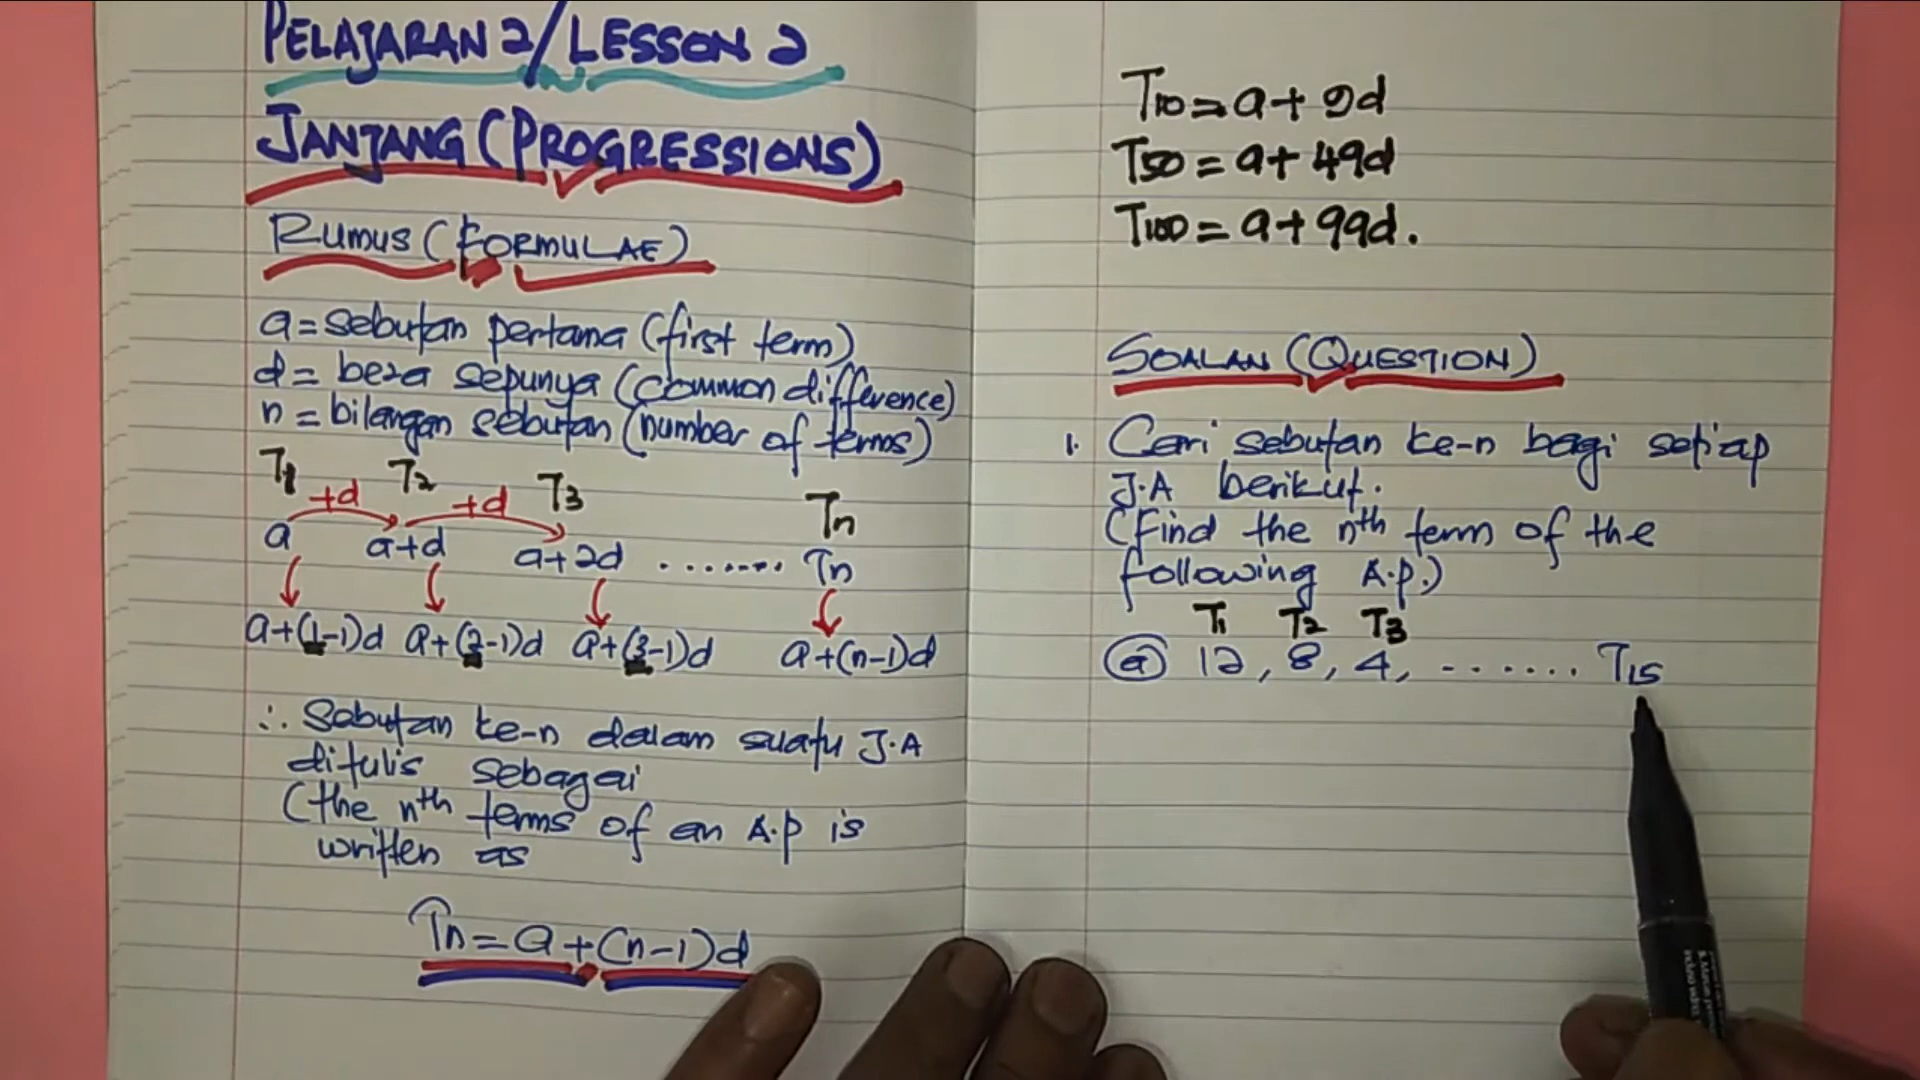 PELAJARAN 2/LESSON 2
JANJANG (PROGRESSIONS)
RUMUS (FORMULAE)
a = sebutan pertama (first term)
d = beza sepunya (common difference)
n = bilangan sebutan (number of terms)
T1 +d T2 +d T3 Tn
a a+d a+2d ........ Tn
a+(1-1)d a+(2-1)d a+(3-1)d a+(n-1)d
∴ Sebutan ke-n dalam suatu J.A
ditulis sebagai
(the nth terms of an A.P is
written as
Tn = a+(n-1)d
T10 = a + 9d
T50 = a + 49d
T100 = a + 99d.
SOALAN (QUESTION)
1. Cari sebutan ke-n bagi setiap
J.A berikut.
(Find the nth term of the
following A.P.)
T1 T2 T3
(a) 12, 8, 4, ....... T15